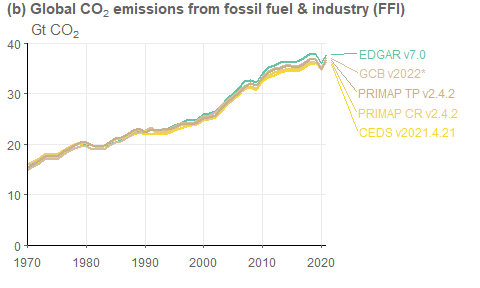 (b) Global CO₂ emissions from fossil fuel & industry (FFI)
Gt CO₂
40
30
20
10
0
1970 1980 1990 2000 2010 2020
EDGAR v7.0
GCB v2022*
PRIMAP TP v2.4.2
PRIMAP CR v2.4.2
CEDS v2021.4.21